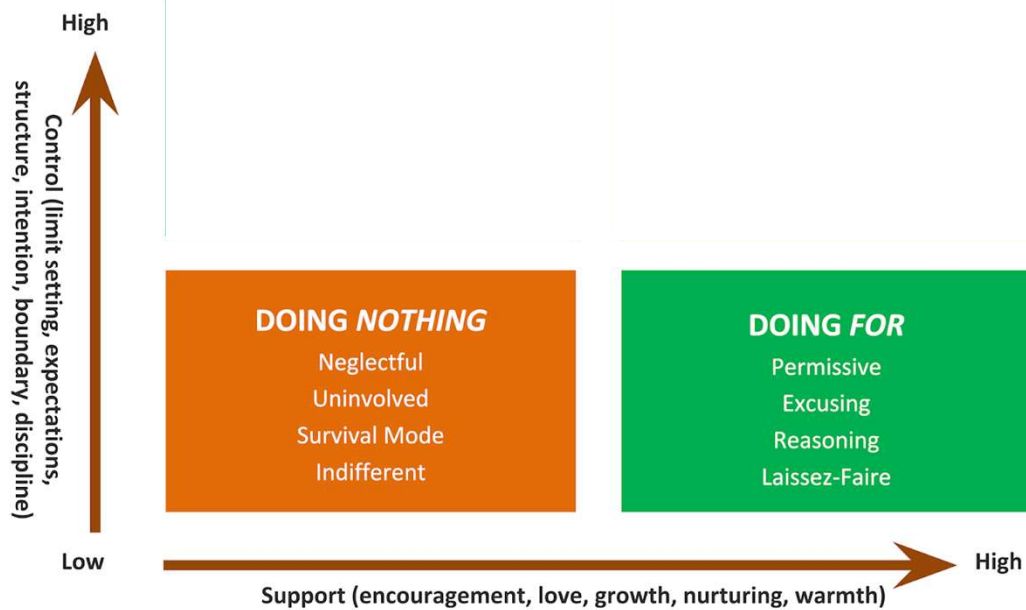 High
Control (limit setting, expectations,
structure, intention, boundary, discipline)
DOING NOTHING
Neglectful
Uninvolved
Survival Mode
Indifferent
DOING FOR
Permissive
Excusing
Reasoning
Laissez-Faire
Low
High
Support (encouragement, love, growth, nurturing, warmth)